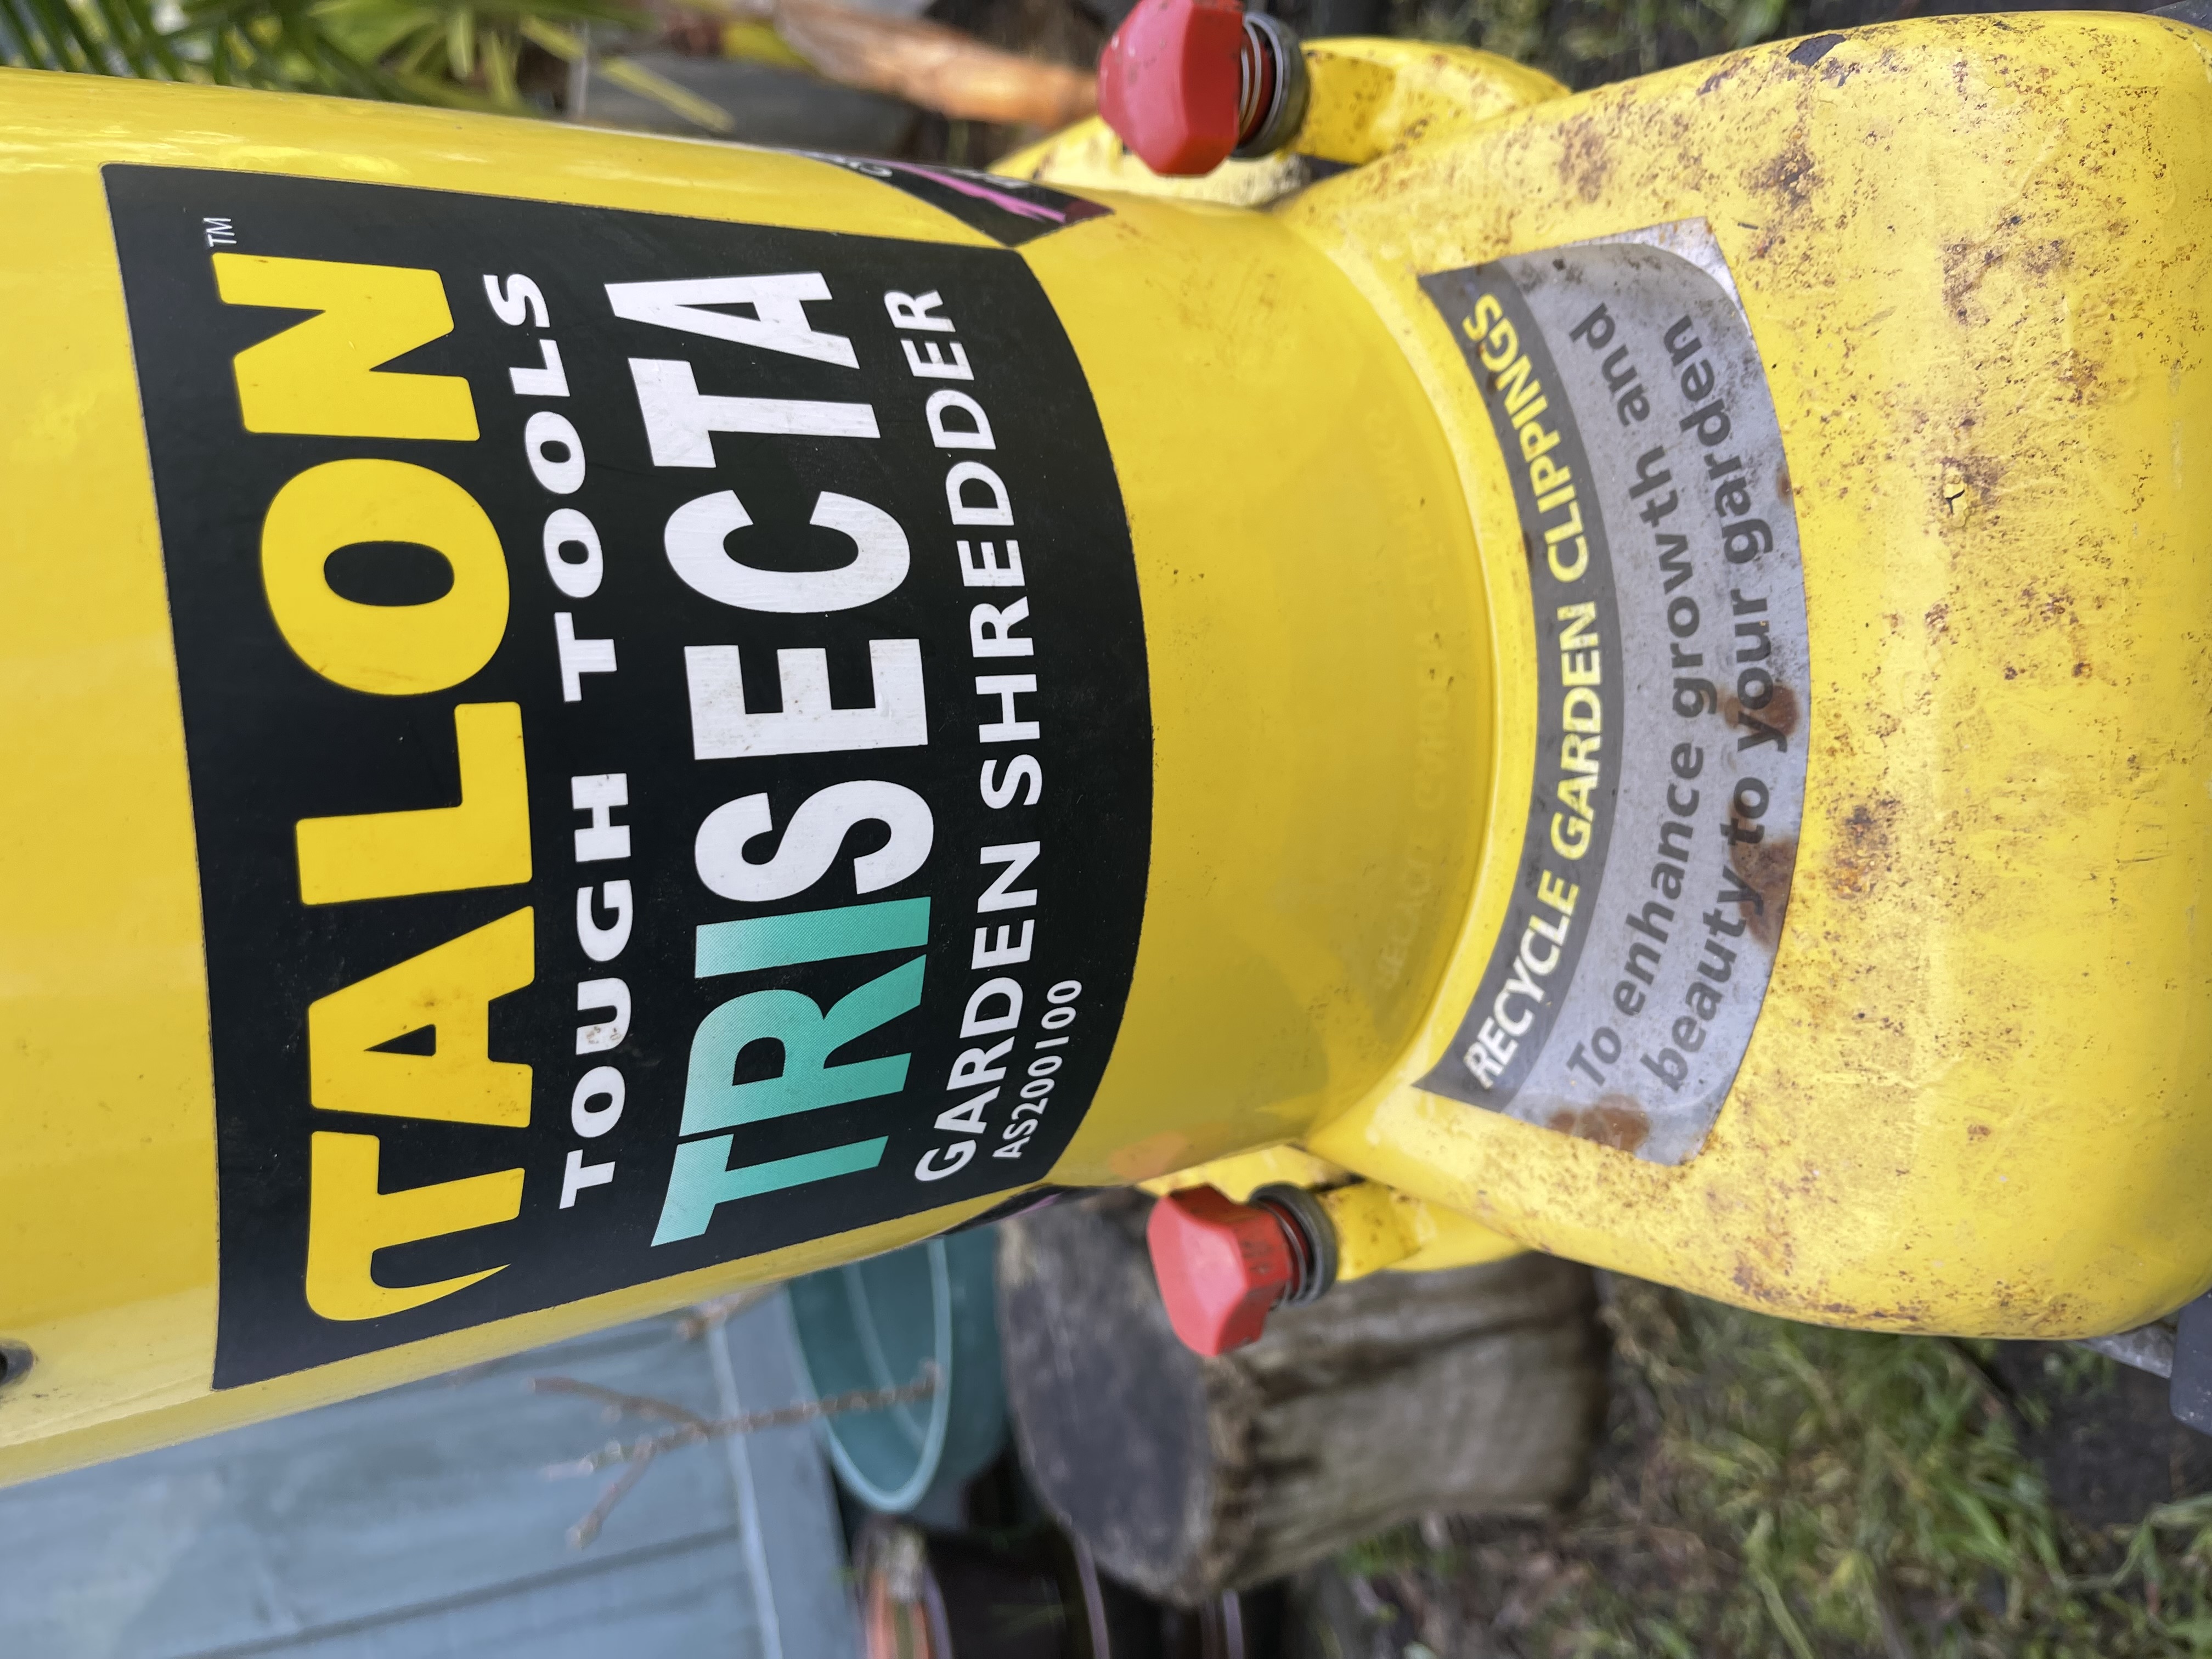 TALON™
TOUGH TOOLS
TRISECTA
GARDEN SHREDDER
AS200100
RECYCLE GARDEN CLIPPINGS
To enhance growth and
beauty to your garden